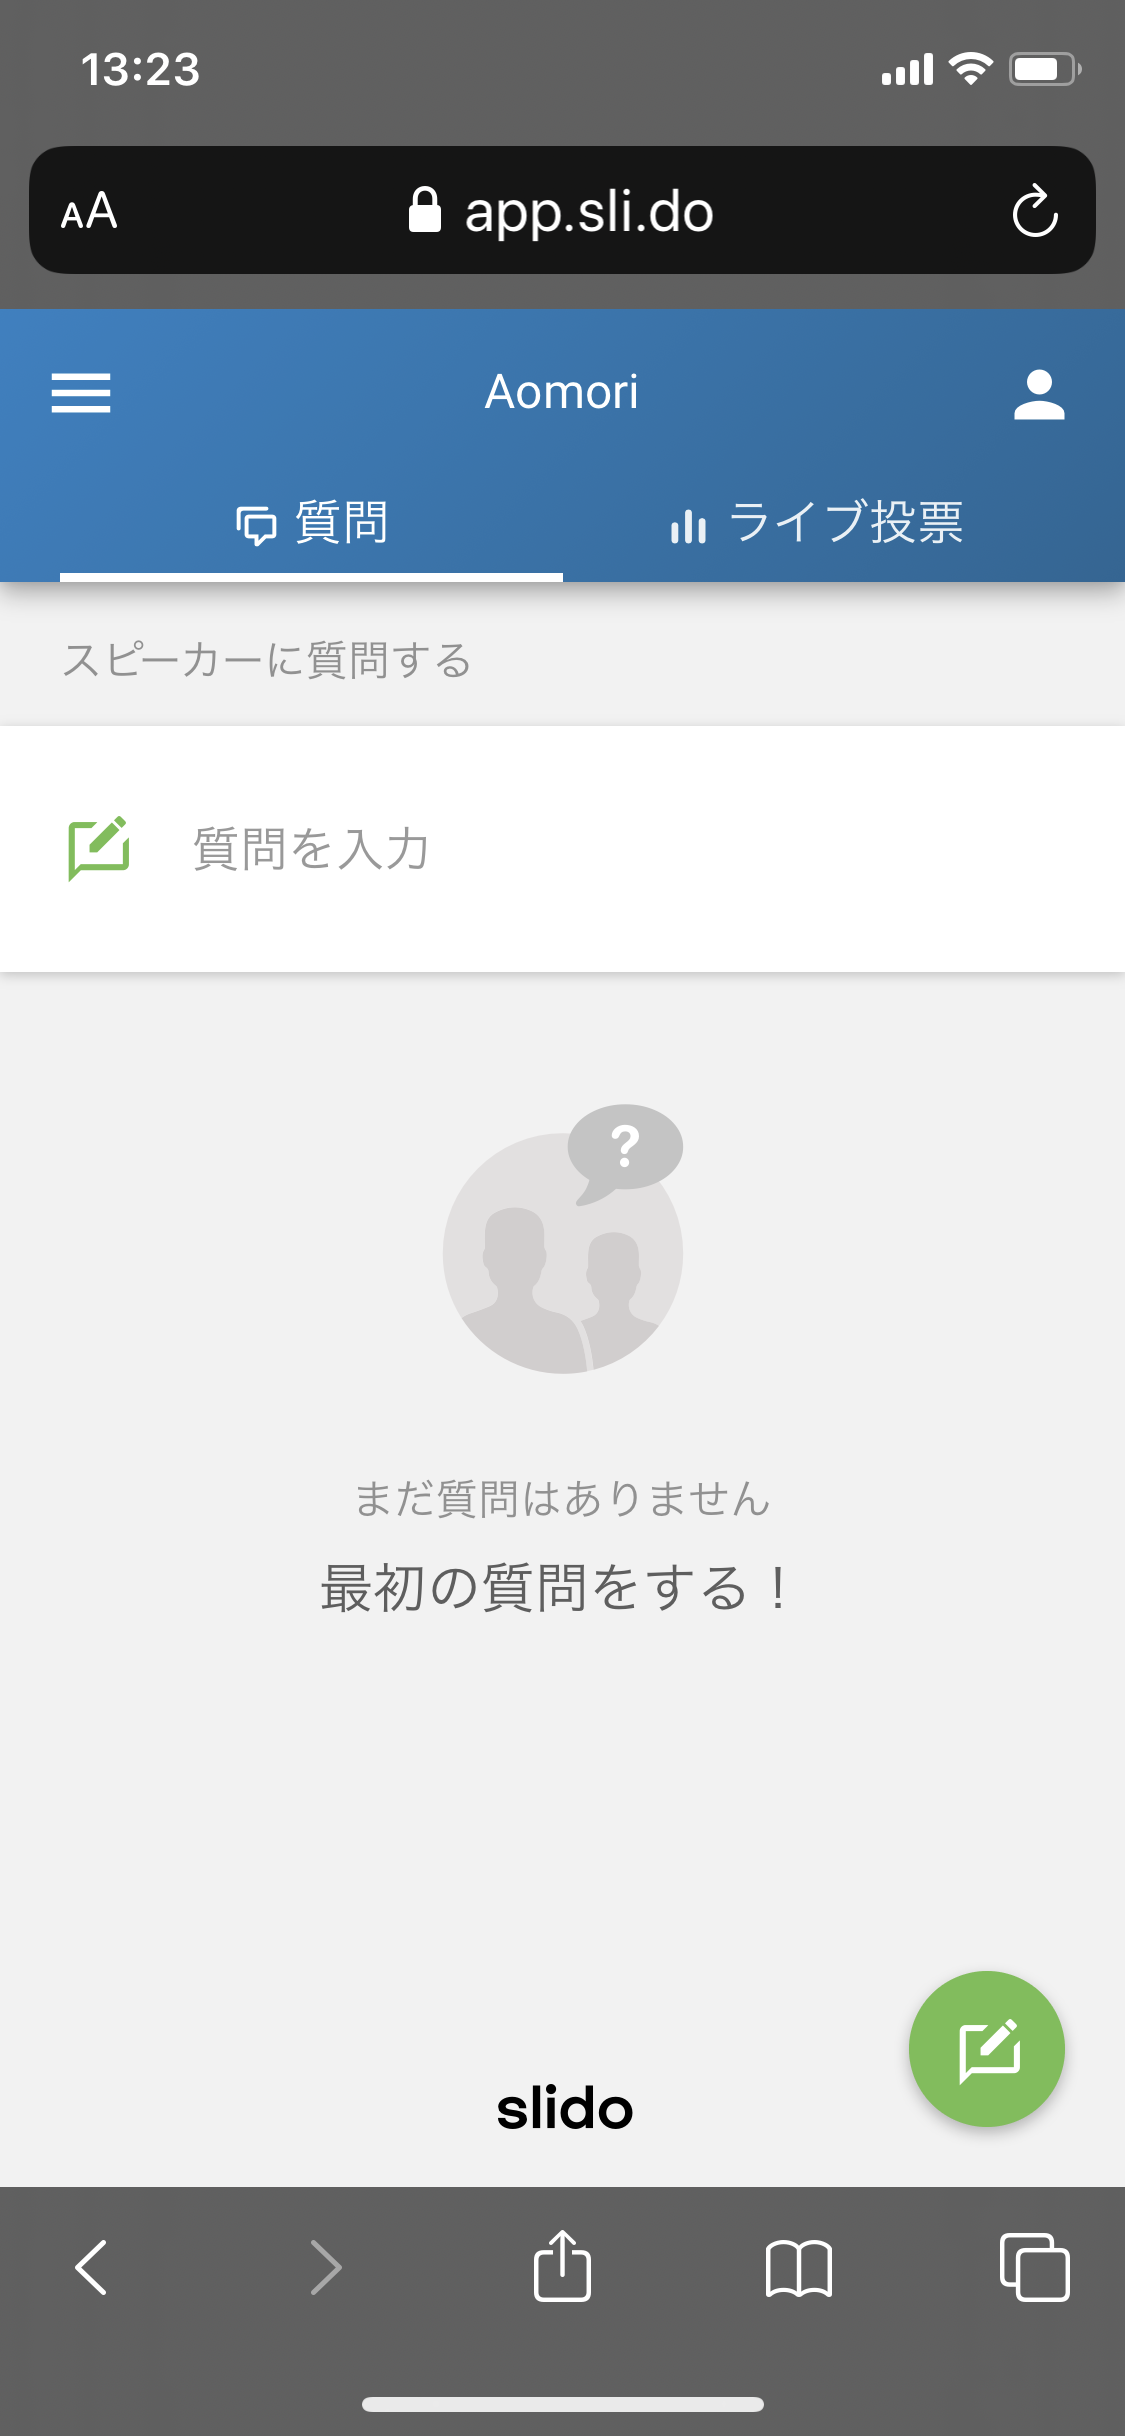 13:23
AA
app.sli.do
Aomori
質問
ライブ投票
スピーカーに質問する
質問を入力
?
まだ質問はありません
最初の質問をする！
slido